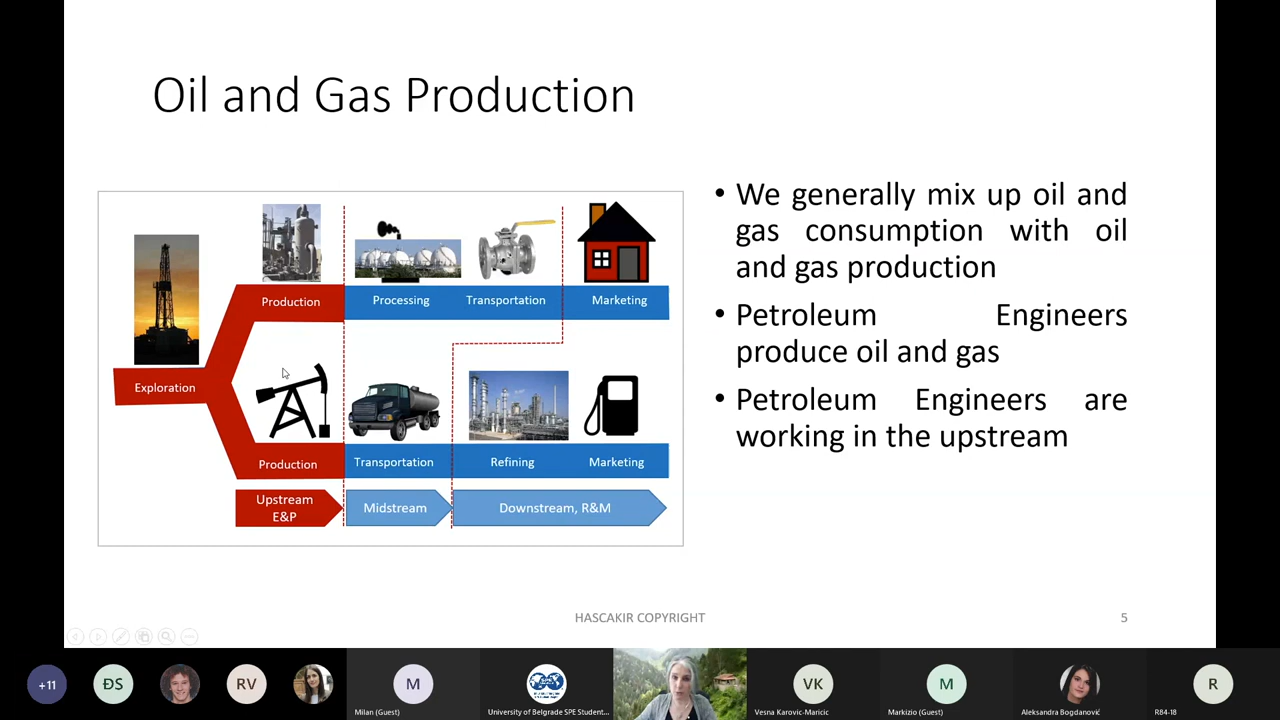 Oil and Gas Production
Production
Processing
Transportation
Marketing
Exploration
Production
Transportation
Refining
Marketing
Upstream
E&P
Midstream
Downstream, R&M
• We generally mix up oil and
gas consumption with oil
and gas production
• Petroleum Engineers
produce oil and gas
• Petroleum Engineers are
working in the upstream
HASCAKIR COPYRIGHT
5
+11
ĐS
RV
M
Milan (Guest)
University of Belgrade SPE Student...
VK
Vesna Karovic-Maricic
M
Markizio (Guest)
Aleksandra Bogdanović
R
R84-18